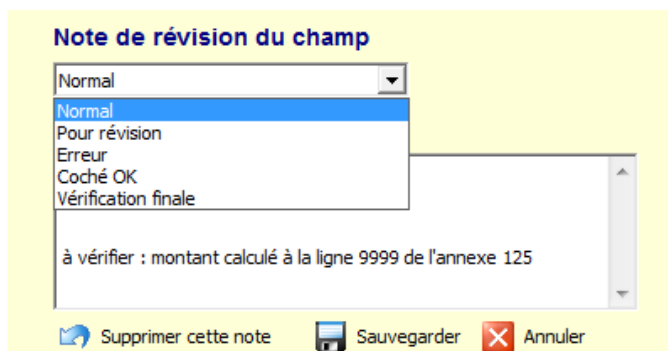 Note de révision du champ
Normal
Normal
Pour révision
Erreur
Coché OK
Vérification finale
à vérifier : montant calculé à la ligne 9999 de l'annexe 125
Supprimer cette note Sauvegarder Annuler